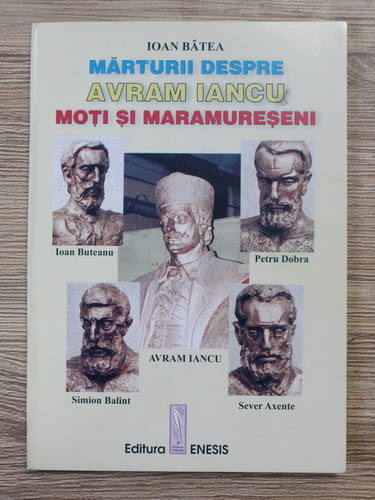 IOAN BÂTEA
MĂRTURII DESPRE
AVRAM IANCU
MOȚI ȘI MARAMUREȘENI
Ioan Buteanu
Petru Dobra
AVRAM IANCU
Simion Balint
Sever Axente
Editura ENESIS